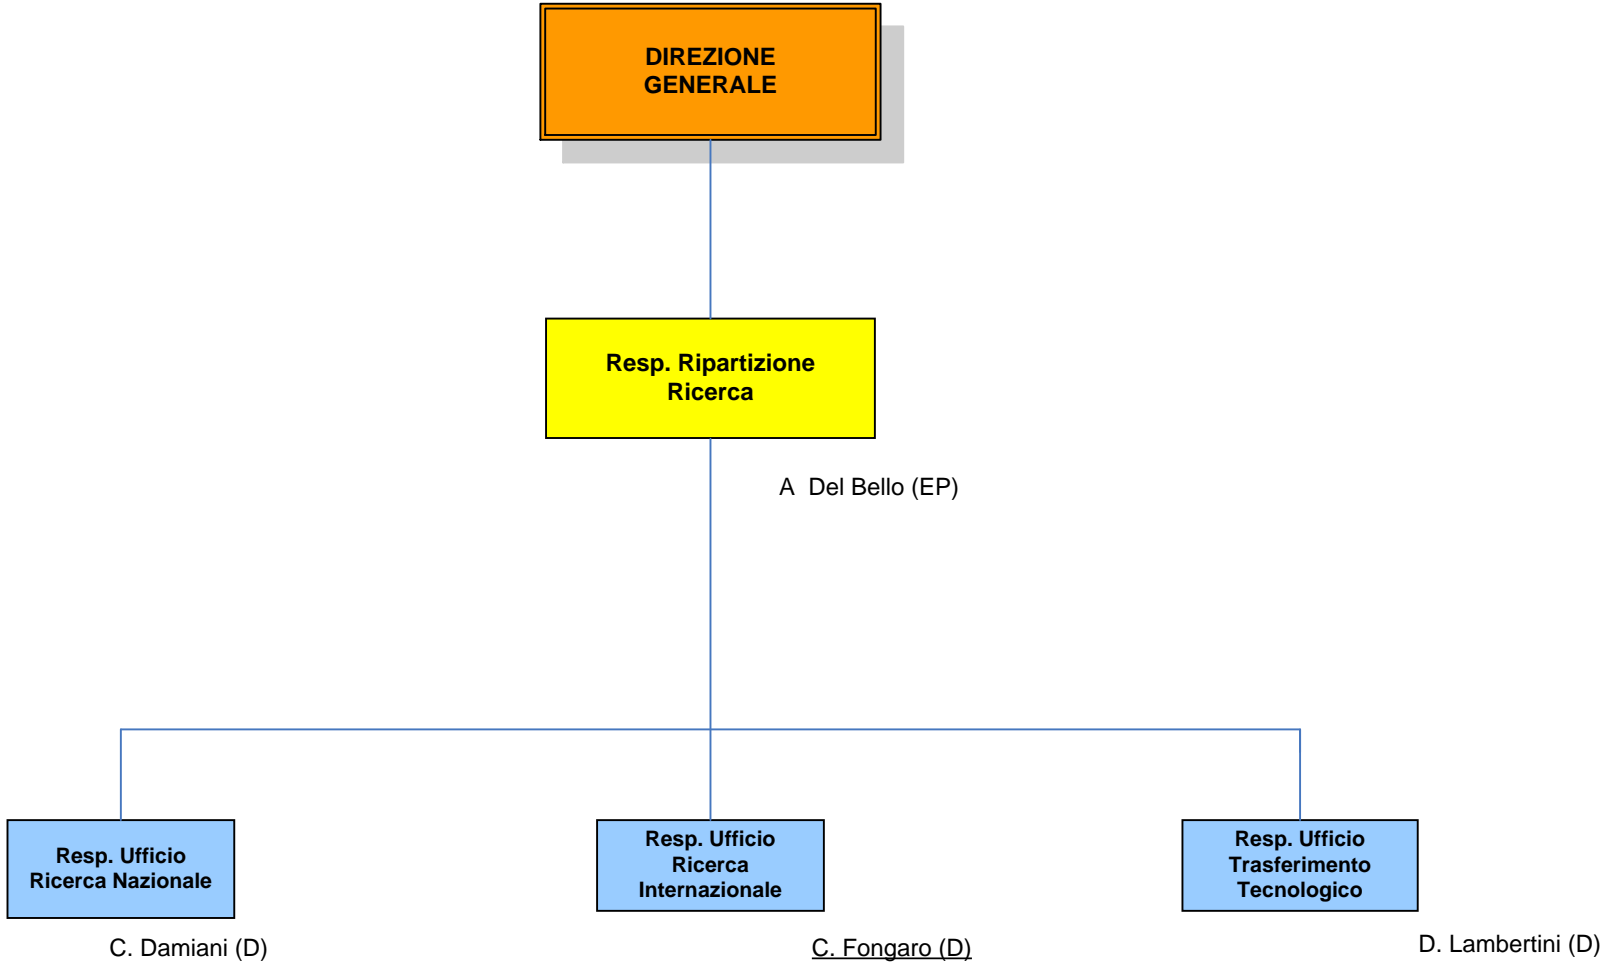 DIREZIONE
GENERALE
Resp. Ripartizione
Ricerca
A  Del Bello (EP)
Resp. Ufficio
Ricerca Nazionale
C. Damiani (D)
Resp. Ufficio
Ricerca
Internazionale
C. Fongaro (D)
Resp. Ufficio
Trasferimento
Tecnologico
D. Lambertini (D)